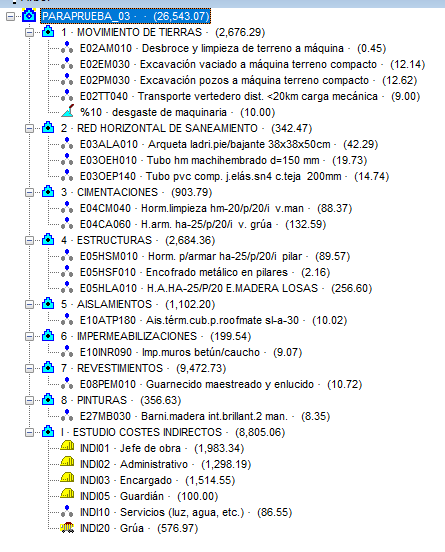 PARAPRUEBA_03 · · (26,543.07)
1 · MOVIMIENTO DE TIERRAS · (2,676.29)
E02AM010 · Desbroce y limpieza de terreno a máquina · (0.45)
E02EM030 · Excavación vaciado a máquina terreno compacto · (12.14)
E02PM030 · Excavación pozos a máquina terreno compacto · (12.62)
E02TT040 · Transporte vertedero dist. <20km carga mecánica · (9.00)
%10 · desgaste de maquinaria · (10.00)
2 · RED HORIZONTAL DE SANEAMIENTO · (342.47)
E03ALA010 · Arqueta ladri.pie/bajante 38x38x50cm · (42.29)
E03OEH010 · Tubo hm machihembrado d=150 mm · (19.73)
E03OEP140 · Tubo pvc comp. j.elás.sn4 c.teja 200mm · (14.74)
3 · CIMENTACIONES · (903.79)
E04CM040 · Horm.limpieza hm-20/p/20/i v.man · (88.37)
E04CA060 · H.arm. ha-25/p/20/i v. grúa · (132.59)
4 · ESTRUCTURAS · (2,684.36)
E05HSM010 · Horm. p/armar ha-25/p/20/i pilar · (89.57)
E05HSF010 · Encofrado metálico en pilares · (2.16)
E05HLA010 · H.A.HA-25/P/20 E.MADERA LOSAS · (256.60)
5 · AISLAMIENTOS · (1,102.20)
E10ATP180 · Ais.térm.cub.p.roofmate sl-a-30 · (10.02)
6 · IMPERMEABILIZACIONES · (199.54)
E10INR090 · Imp.muros betún/caucho · (9.07)
7 · REVESTIMIENTOS · (9,472.73)
E08PEM010 · Guarnecido maestreado y enlucido · (10.72)
8 · PINTURAS · (356.63)
E27MB030 · Barni.madera int.brillant.2 man. · (8.35)
I · ESTUDIO COSTES INDIRECTOS · (8,805.06)
INDI01 · Jefe de obra · (1,983.34)
INDI02 · Administrativo · (1,298.19)
INDI03 · Encargado · (1,514.55)
INDI05 · Guardián · (100.00)
INDI10 · Servicios (luz, agua, etc.) · (86.55)
INDI20 · Grúa · (576.97)